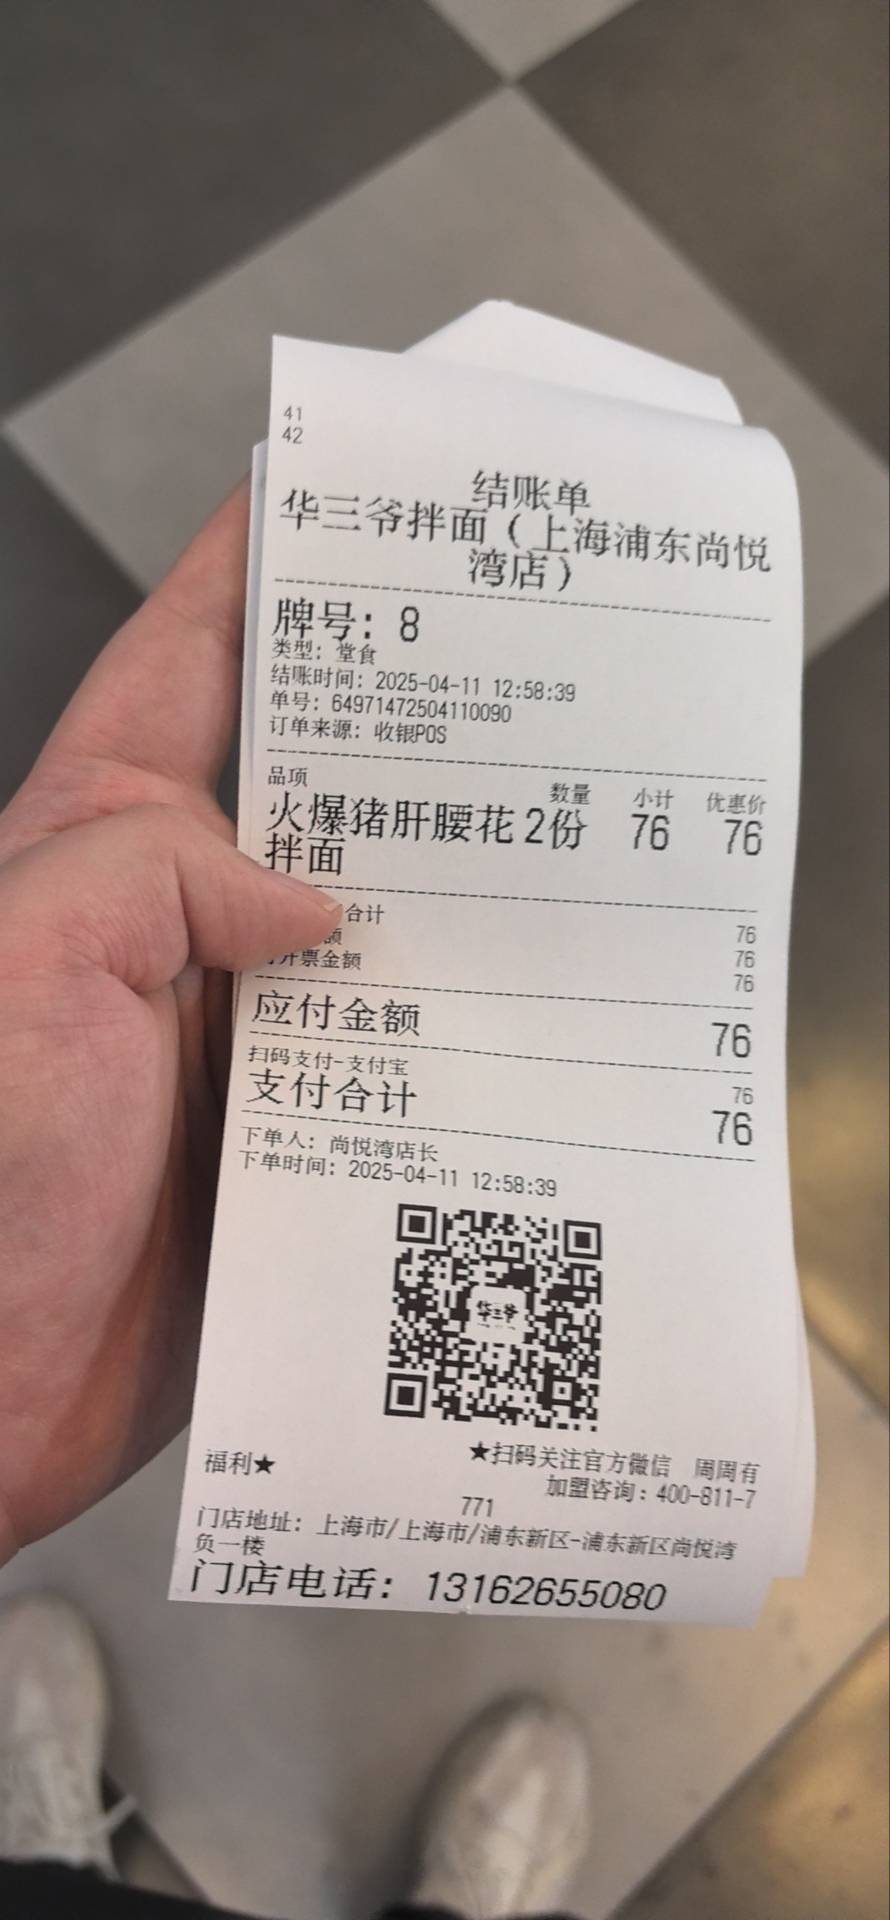 41
42
结账单
华三爷拌面（上海浦东尚悦
湾店）
牌号：8
类型：堂食
结账时间：2025-04-11 12:58:39
单号：64971472504110090
订单来源：收银POS
品项 数量 小计 优惠价
火爆猪肝腰花 2份 76 76
拌面
合计 76
额 76
开票金额 76
应付金额 76
扫码支付-支付宝 76
支付合计 76
下单人：尚悦湾店长
下单时间：2025-04-11 12:58:39
华三爷
★扫码关注官方微信 周周有
福利★
加盟咨询：400-811-7
771
门店地址：上海市/上海市/浦东新区-浦东新区尚悦湾
负一楼
门店电话：13162655080